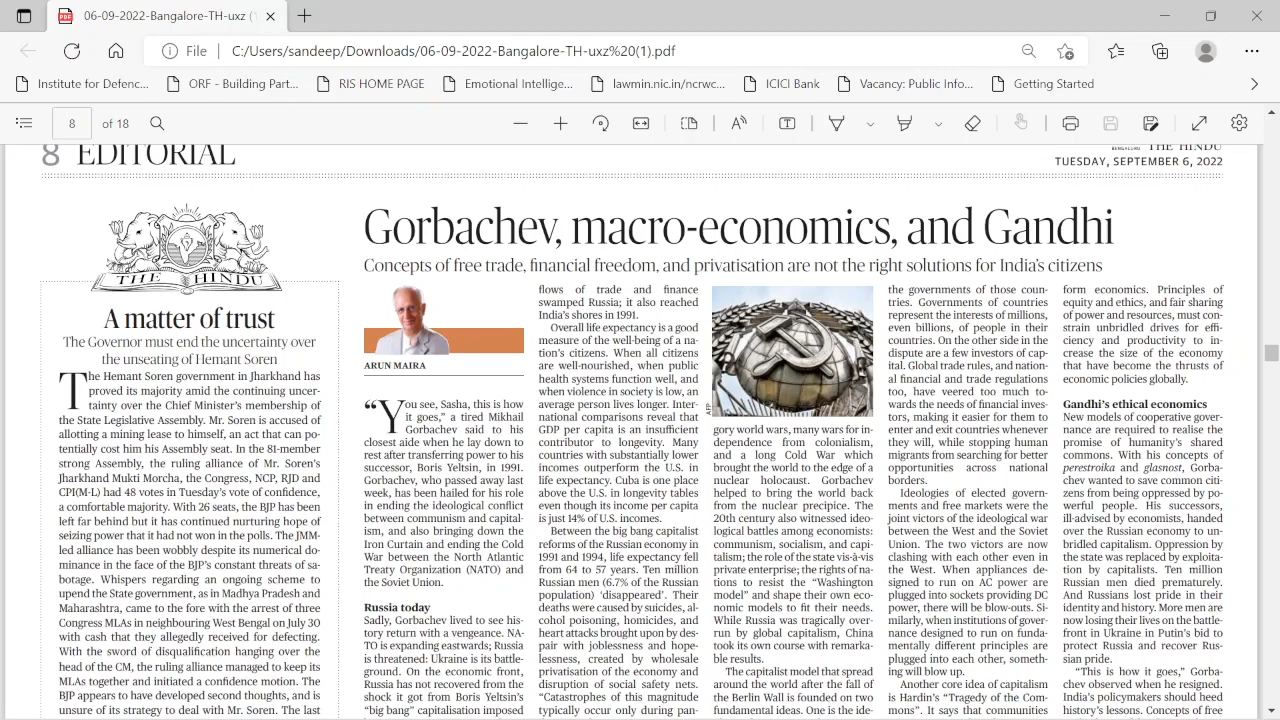 06-09-2022-Bangalore-TH-uxz (
File
C:/Users/sandeep/Downloads/06-09-2022-Bangalore-TH-uxz%20(1).pdf
Institute for Defenc...
ORF - Building Part...
RIS HOME PAGE
Emotional Intellige...
lawmin.nic.in/ncrwc...
ICICI Bank
Vacancy: Public Info...
Getting Started
8 of 18
8 EDITORIAL
BENGALURU THE HINDU
TUESDAY, SEPTEMBER 6, 2022
THE HINDU
A matter of trust
The Governor must end the uncertainty over
the unseating of Hemant Soren
The Hemant Soren government in Jharkhand has
proved its majority amid the continuing uncer-
tainty over the Chief Minister's membership of
the State Legislative Assembly. Mr. Soren is accused of
allotting a mining lease to himself, an act that can po-
tentially cost him his Assembly seat. In the 81-member
strong Assembly, the ruling alliance of Mr. Soren's
Jharkhand Mukti Morcha, the Congress, NCP, RJD and
CPI(M-L) had 48 votes in Tuesday's vote of confidence,
a comfortable majority. With 26 seats, the BJP has been
left far behind but it has continued nurturing hope of
seizing power that it had not won in the polls. The JMM-
led alliance has been wobbly despite its numerical do-
minance in the face of the BJP's constant threats of sa-
botage. Whispers regarding an ongoing scheme to
upend the State government, as in Madhya Pradesh and
Maharashtra, came to the fore with the arrest of three
Congress MLAs in neighbouring West Bengal on July 30
with cash that they allegedly received for defecting.
With the sword of disqualification hanging over the
head of the CM, the ruling alliance managed to keep its
MLAs together and initiated a confidence motion. The
BJP appears to have developed second thoughts, and is
unsure of its strategy to deal with Mr. Soren. The last
Gorbachev, macro-economics, and Gandhi
Concepts of free trade, financial freedom, and privatisation are not the right solutions for India's citizens
ARUN MAIRA
“You see, Sasha, this is how
it goes,” a tired Mikhail
Gorbachev said to his
closest aide when he lay down to
rest after transferring power to his
successor, Boris Yeltsin, in 1991.
Gorbachev, who passed away last
week, has been hailed for his role
in ending the ideological conflict
between communism and capital-
ism, and also bringing down the
Iron Curtain and ending the Cold
War between the North Atlantic
Treaty Organization (NATO) and
the Soviet Union.
Russia today
Sadly, Gorbachev lived to see his-
tory return with a vengeance. NA-
TO is expanding eastwards; Russia
is threatened: Ukraine is its battle-
ground. On the economic front,
Russia has not recovered from the
shock it got from Boris Yeltsin's
“big bang” capitalisation imposed
flows of trade and finance
swamped Russia; it also reached
India's shores in 1991.
Overall life expectancy is a good
measure of the well-being of a na-
tion's citizens. When all citizens
are well-nourished, when public
health systems function well, and
when violence in society is low, an
average person lives longer. Inter-
national comparisons reveal that
GDP per capita is an insufficient
contributor to longevity. Many
countries with substantially lower
incomes outperform the U.S. in
life expectancy. Cuba is one place
above the U.S. in longevity tables
even though its income per capita
is just 14% of U.S. incomes.
Between the big bang capitalist
reforms of the Russian economy in
1991 and 1994, life expectancy fell
from 64 to 57 years. Ten million
Russian men (6.7% of the Russian
population) ‘disappeared’. Their
deaths were caused by suicides, al-
cohol poisoning, homicides, and
heart attacks brought upon by des-
pair with joblessness and hope-
lessness, created by wholesale
privatisation of the economy and
disruption of social safety nets.
“Catastrophes of this magnitude
typically occur only during pan-
AFP
gory world wars, many wars for in-
dependence from colonialism,
and a long Cold War which
brought the world to the edge of a
nuclear holocaust. Gorbachev
helped to bring the world back
from the nuclear precipice. The
20th century also witnessed ideo-
logical battles among economists:
communism, socialism, and capi-
talism; the role of the state vis-à-vis
private enterprise; the rights of na-
tions to resist the “Washington
model” and shape their own eco-
nomic models to fit their needs.
While Russia was tragically over-
run by global capitalism, China
took its own course with remarka-
ble results.
The capitalist model that spread
around the world after the fall of
the Berlin Wall is founded on two
fundamental ideas. One is the ide-
the governments of those coun-
tries. Governments of countries
represent the interests of millions,
even billions, of people in their
countries. On the other side in the
dispute are a few investors of cap-
ital. Global trade rules, and nation-
al financial and trade regulations
too, have veered too much to-
wards the needs of financial inves-
tors, making it easier for them to
enter and exit countries whenever
they will, while stopping human
migrants from searching for better
opportunities across national
borders.
Ideologies of elected govern-
ments and free markets were the
joint victors of the ideological war
between the West and the Soviet
Union. The two victors are now
clashing with each other even in
the West. When appliances de-
signed to run on AC power are
plugged into sockets providing DC
power, there will be blow-outs. Si-
milarly, when institutions of gover-
nance designed to run on funda-
mentally different principles are
plugged into each other, someth-
ing will blow up.
Another core idea of capitalism
is Hardin's “Tragedy of the Com-
mons”. It says that communities
form economics. Principles of
equity and ethics, and fair sharing
of power and resources, must con-
strain unbridled drives for effi-
ciency and productivity to in-
crease the size of the economy
that have become the thrusts of
economic policies globally.
Gandhi's ethical economics
New models of cooperative gover-
nance are required to realise the
promise of humanity's shared
commons. With his concepts of
perestroika and glasnost, Gorba-
chev wanted to save common citi-
zens from being oppressed by po-
werful people. His successors,
ill-advised by economists, handed
over the Russian economy to un-
bridled capitalism. Oppression by
the state was replaced by exploita-
tion by capitalists. Ten million
Russian men died prematurely.
And Russians lost pride in their
identity and history. More men are
now losing their lives on the battle-
front in Ukraine in Putin's bid to
protect Russia and recover Rus-
sian pride.
“This is how it goes,” Gorba-
chev observed when he resigned.
India's policymakers should heed
history's lessons. Concepts of free